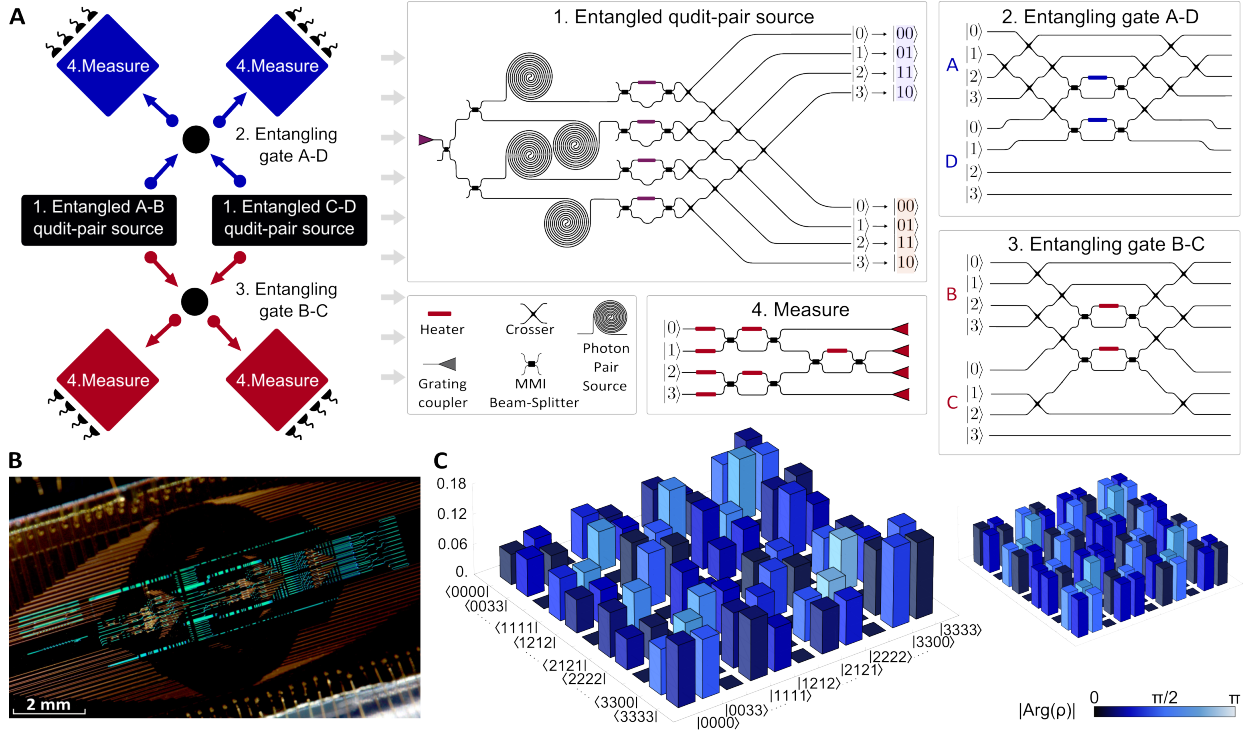 A
4.Measure
4.Measure
2. Entangling
gate A-D
1. Entangled A-B
qudit-pair source
1. Entangled C-D
qudit-pair source
3. Entangling
gate B-C
4.Measure
4.Measure
1. Entangled qudit-pair source
|0⟩→|00⟩
|1⟩→|01⟩
|2⟩→|11⟩
|3⟩→|10⟩
|0⟩→|00⟩
|1⟩→|01⟩
|2⟩→|11⟩
|3⟩→|10⟩
Heater
Crosser
Photon
Pair
Source
Grating
coupler
MMI
Beam-Splitter
4. Measure
|0⟩
|1⟩
|2⟩
|3⟩
2. Entangling gate A-D
A
|0⟩
|1⟩
|2⟩
|3⟩
D
|0⟩
|1⟩
|2⟩
|3⟩
3. Entangling gate B-C
B
|0⟩
|1⟩
|2⟩
|3⟩
C
|0⟩
|1⟩
|2⟩
|3⟩
B
2 mm
C
0.18
0.12
0.06
0.
⟨0000|
⟨0033|
⟨1111|
⟨1212|
⟨2121|
⟨2222|
⟨3300|
⟨3333|
|0000⟩
|0033⟩
|1111⟩
|1212⟩
|2121⟩
|2222⟩
|3300⟩
|3333⟩
|Arg(ρ)|
0 π/2 π